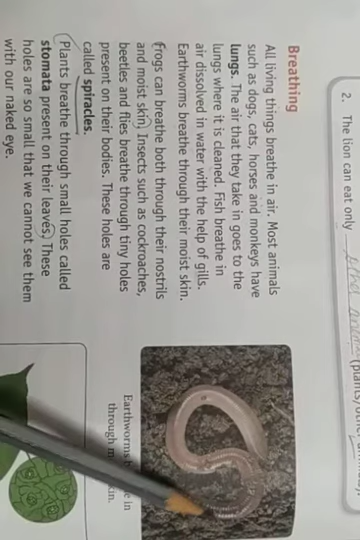 2. The lion can eat only (plants/
Breathing
All living things breathe in air. Most animals
such as dogs, cats, horses and monkeys have
lungs. The air that they take in goes to the
lungs where it is cleaned. Fish breathe in
air dissolved in water with the help of gills.
Earthworms breathe through their moist skin.
Frogs can breathe both through their nostrils
and moist skin. Insects such as cockroaches,
beetles and flies breathe through tiny holes
present on their bodies. These holes are
called spiracles.
Plants breathe through small holes called
stomata present on their leaves. These
holes are so small that we cannot see them
with our naked eye.
Earthworms in
through